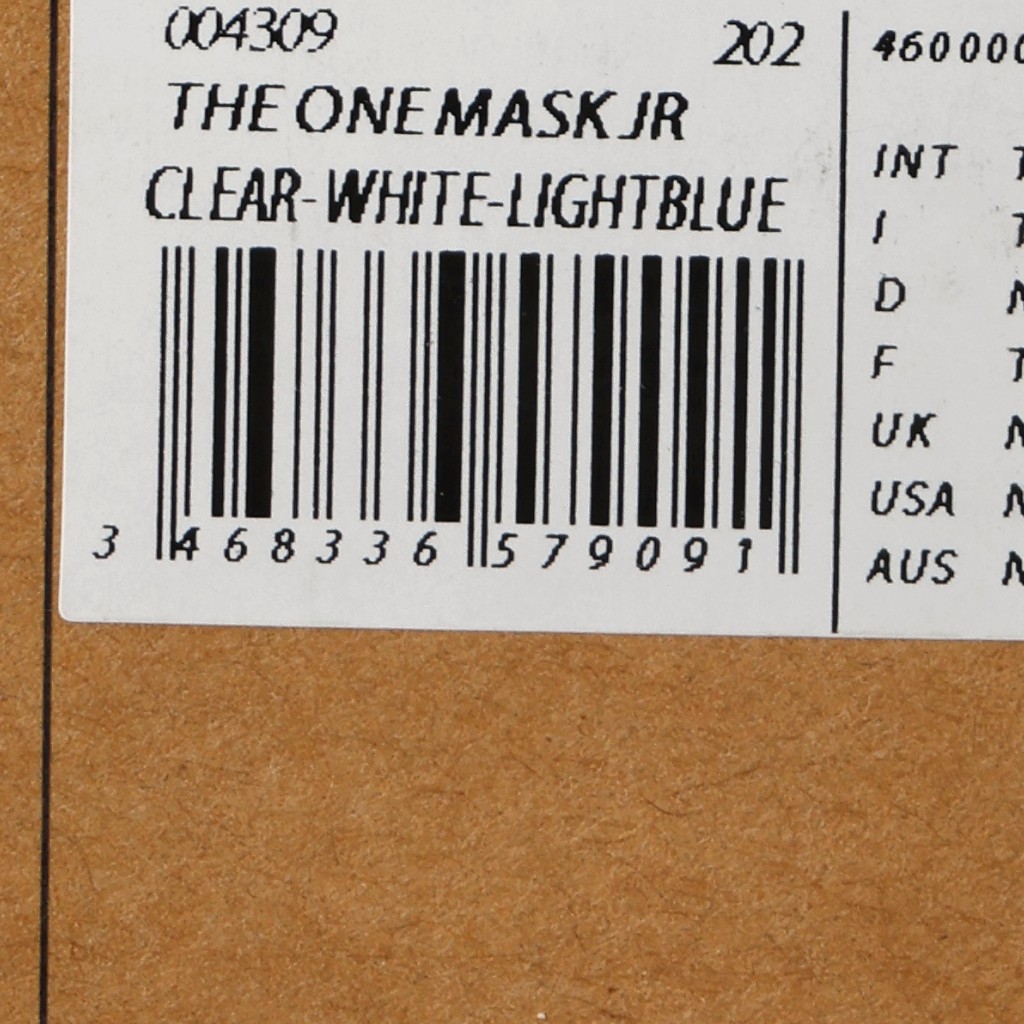 004309 202
THE ONE MASK JR
CLEAR-WHITE-LIGHTBLUE
3 468336 579091
INT
I
D
F
UK
USA
AUS